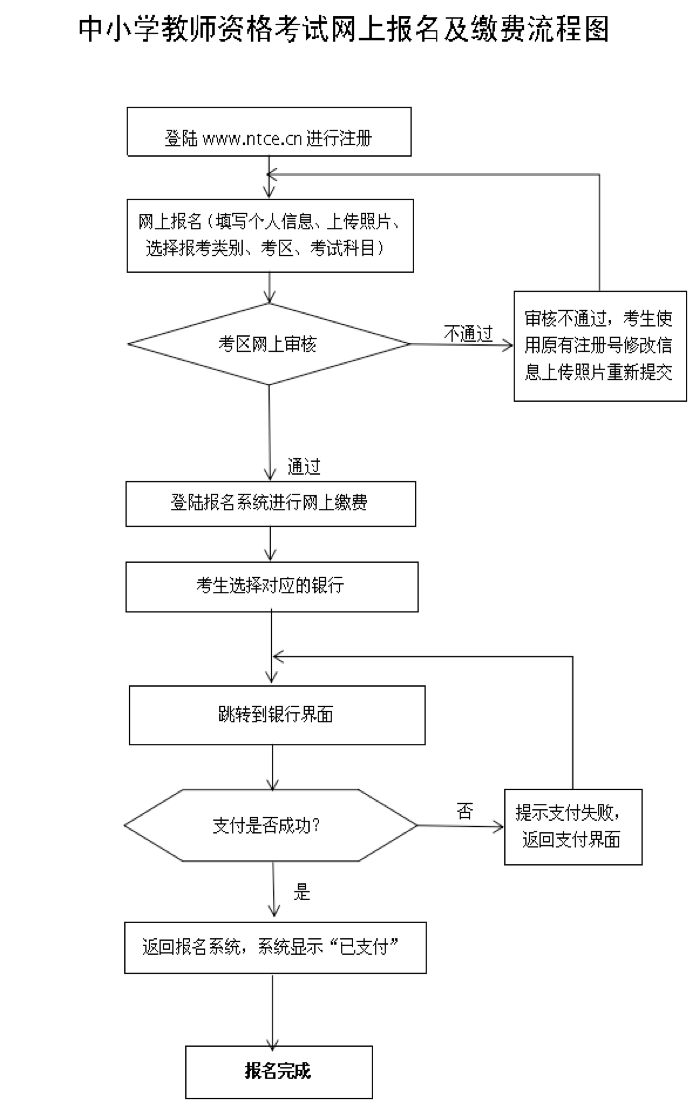 中小学教师资格考试网上报名及缴费流程图
登陆 www.ntce.cn 进行注册
网上报名（填写个人信息、上传照片、
选择报考类别、考区、考试科目）
考区网上审核
不通过
审核不通过，考生使
用原有注册号修改信
息上传照片重新提交
通过
登陆报名系统进行网上缴费
考生选择对应的银行
跳转到银行界面
支付是否成功？
否
提示支付失败，
返回支付界面
是
返回报名系统，系统显示“已支付”
报名完成